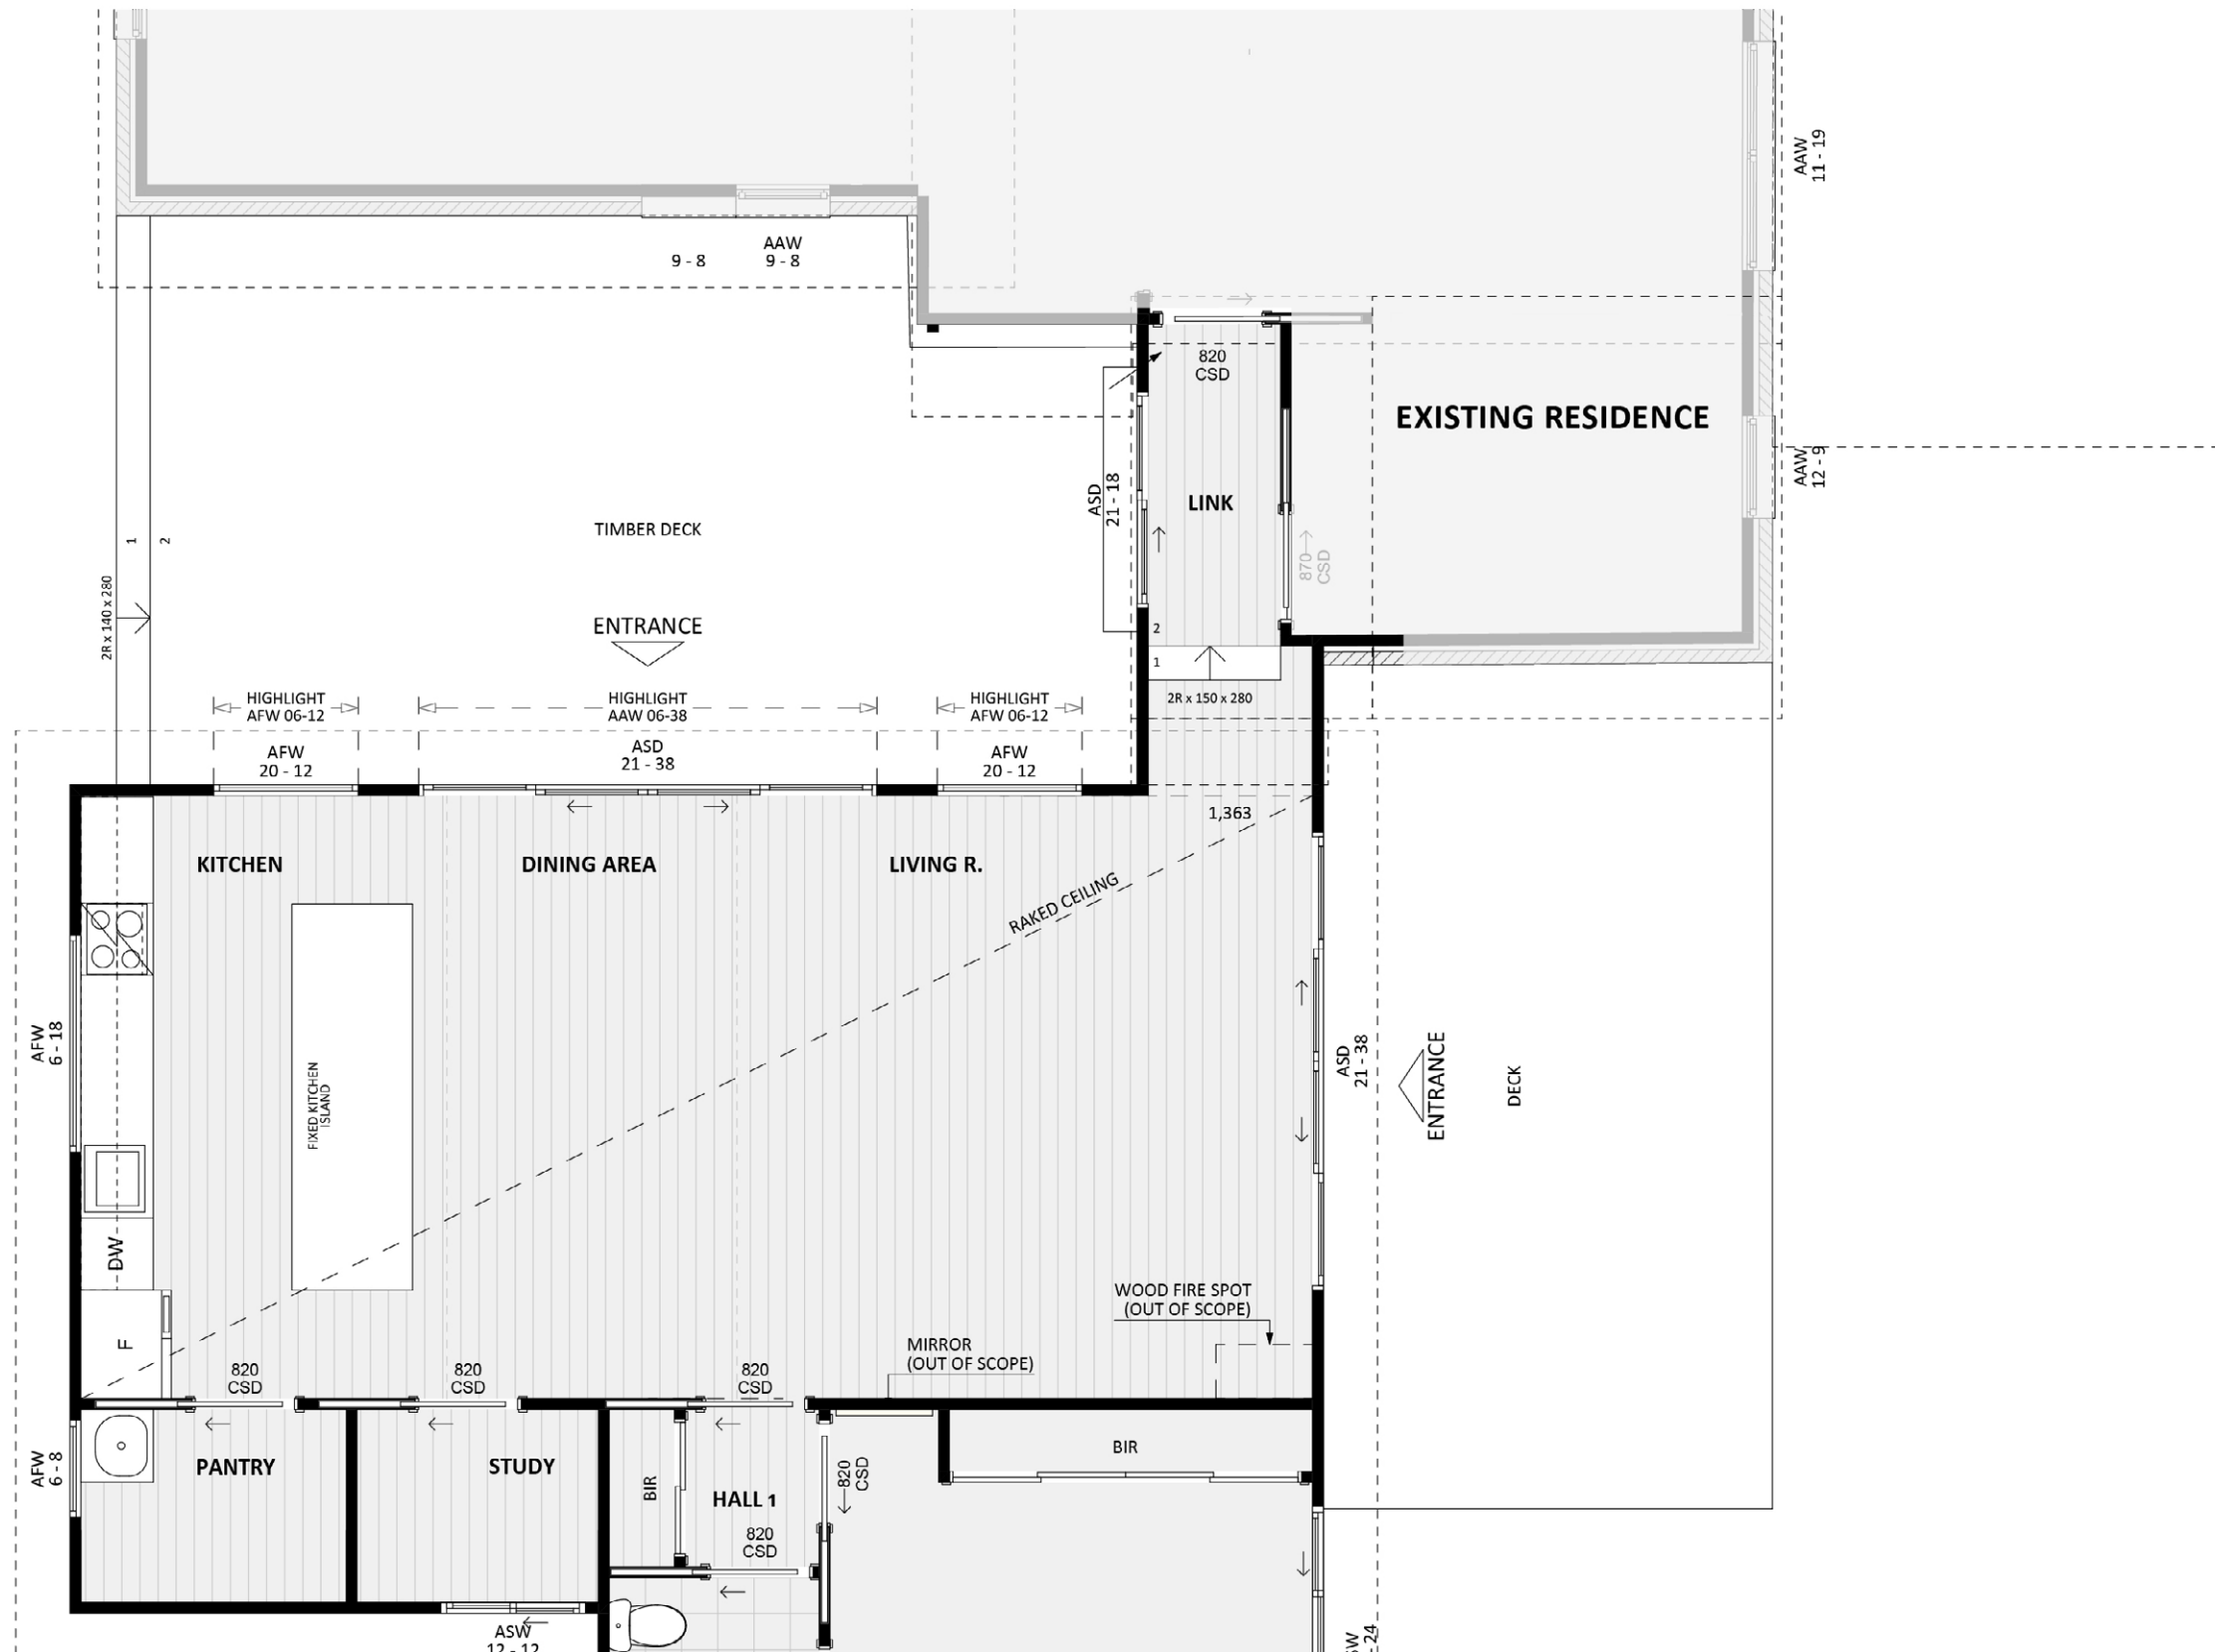 AAW
11 - 19
AAW
9 - 8
9 - 8
820
CSD
EXISTING RESIDENCE
AAW
12 - 9
ASD
21 - 18
LINK
TIMBER DECK
1
2
870
CSD
2R x 140 x 280
ENTRANCE
2
1
2R x 150 x 280
HIGHLIGHT
AFW 06-12
HIGHLIGHT
AAW 06-38
HIGHLIGHT
AFW 06-12
AFW
20 - 12
ASD
21 - 38
AFW
20 - 12
1,363
KITCHEN
DINING AREA
LIVING R.
RAKED CEILING
AFW
6 - 18
FIXED KITCHEN
ISLAND
ASD
21 - 38
ENTRANCE
DECK
DW
F
WOOD FIRE SPOT
(OUT OF SCOPE)
MIRROR
(OUT OF SCOPE)
820
CSD
820
CSD
820
CSD
AFW
6 - 8
PANTRY
STUDY
BIR
HALL 1
820
CSD
BIR
820
CSD
ASW
12 - 12